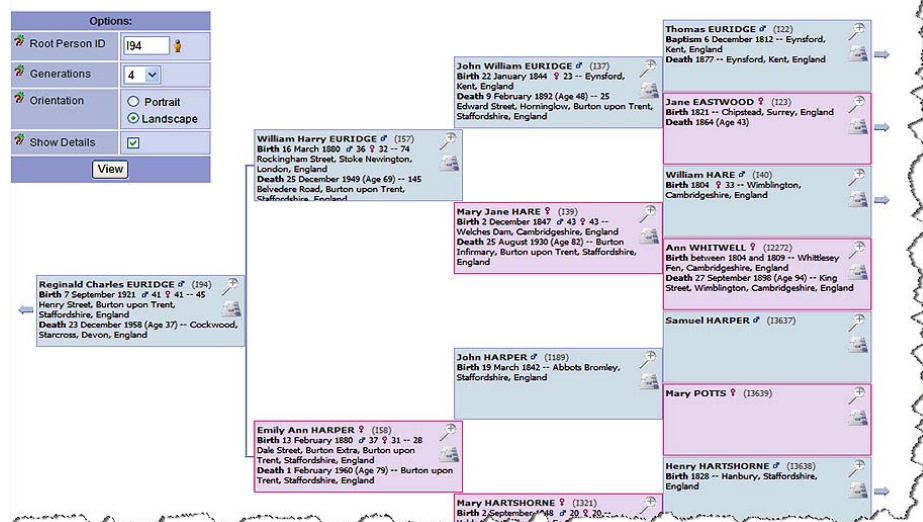 Options:
Root Person ID I94
Generations 4
Orientation Portrait
Landscape
Show Details
View
Reginald Charles EURIDGE ♂ (I94)
Birth 7 September 1921 ♂ 41 ♀ 41 -- 45
Henry Street, Burton upon Trent,
Staffordshire, England
Death 23 December 1958 (Age 37) -- Cockwood,
Starcross, Devon, England
William Harry EURIDGE ♂ (I57)
Birth 16 March 1880 ♂ 36 ♀ 32 -- 74
Rockingham Street, Stoke Newington,
London, England
Death 25 December 1949 (Age 69) -- 145
Belvedere Road, Burton upon Trent,
Staffordshire, England
Emily Ann HARPER ♀ (I58)
Birth 13 February 1880 ♂ 37 ♀ 31 -- 28
Dale Street, Burton Extra, Burton upon
Trent, Staffordshire, England
Death 1 February 1960 (Age 79) -- Burton upon
Trent, Staffordshire, England
John William EURIDGE ♂ (I37)
Birth 22 January 1844 ♀ 23 -- Eynsford,
Kent, England
Death 9 February 1892 (Age 48) -- 25
Edward Street, Horninglow, Burton upon Trent,
Staffordshire, England
Mary Jane HARE ♀ (I39)
Birth 2 December 1847 ♂ 43 ♀ 43 --
Welches Dam, Cambridgeshire, England
Death 25 August 1930 (Age 82) -- Burton
Infirmary, Burton upon Trent, Staffordshire,
England
John HARPER ♂ (I189)
Birth 19 March 1842 -- Abbots Bromley,
Staffordshire, England
Mary HARTSHORNE ♀ (I321)
Birth 2 September ♂ 20 ♀ 20 --
Thomas EURIDGE ♂ (I22)
Baptism 6 December 1812 -- Eynsford,
Kent, England
Death 1877 -- Eynsford, Kent, England
Jane EASTWOOD ♀ (I23)
Birth 1821 -- Chipstead, Surrey, England
Death 1864 (Age 43)
William HARE ♂ (I40)
Birth 1804 ♀ 33 -- Wimblington,
Cambridgeshire, England
Ann WHITWELL ♀ (I2272)
Birth between 1804 and 1809 -- Whittlesey
Fen, Cambridgeshire, England
Death 27 September 1898 (Age 94) -- King
Street, Wimblington, Cambridgeshire, England
Samuel HARPER ♂ (I3637)
Mary POTTS ♀ (I3639)
Henry HARTSHORNE ♂ (I3638)
Birth 1828 -- Hanbury, Staffordshire,
England